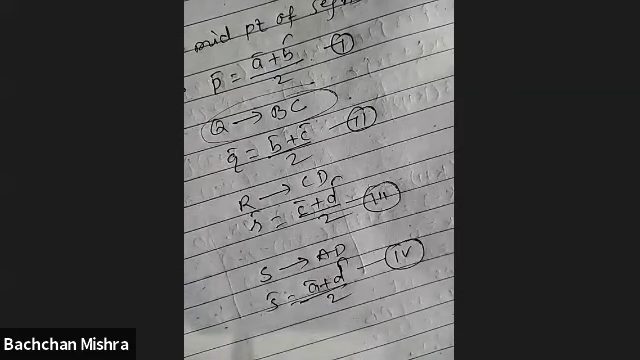 mid pt of
p̄ = ā + b̄ / 2 — I
Q → BC
q̄ = b̄ + c̄ / 2 — II
R → CD
r̄ = c̄ + d̄ / 2 — III
S → AD
s̄ = ā + d̄ / 2 — IV
Bachchan Mishra